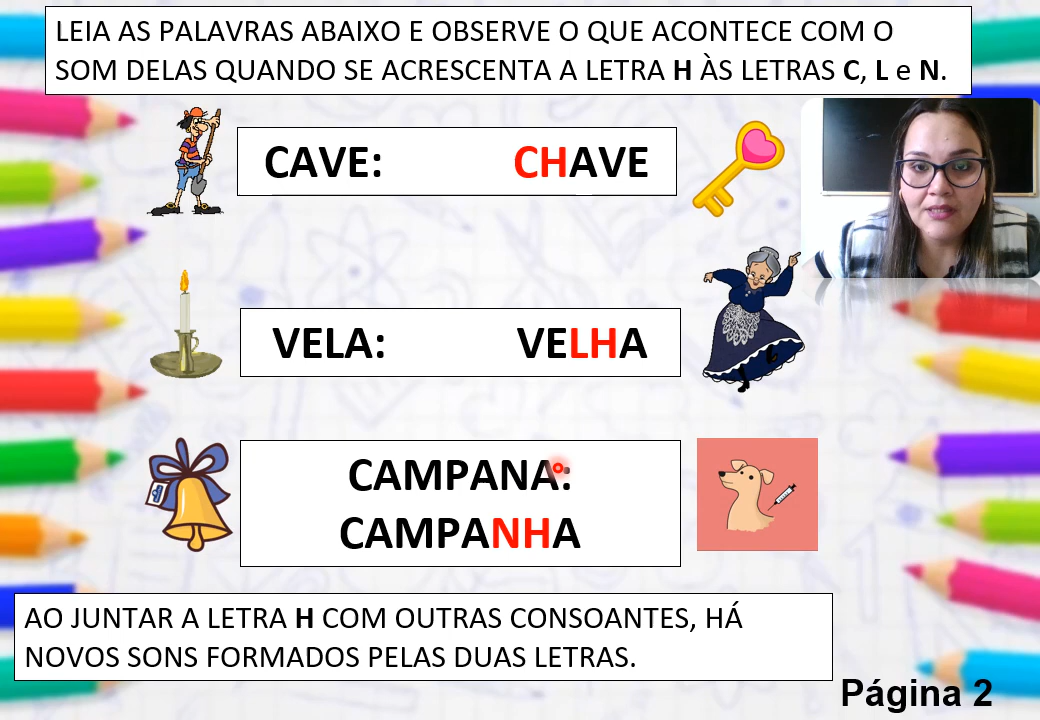 LEIA AS PALAVRAS ABAIXO E OBSERVE O QUE ACONTECE COM O
SOM DELAS QUANDO SE ACRESCENTA A LETRA H ÀS LETRAS C, L e N.
CAVE: CHAVE
VELA: VELHA
CAMPANA:
CAMPANHA
AO JUNTAR A LETRA H COM OUTRAS CONSOANTES, HÁ
NOVOS SONS FORMADOS PELAS DUAS LETRAS.
Página 2